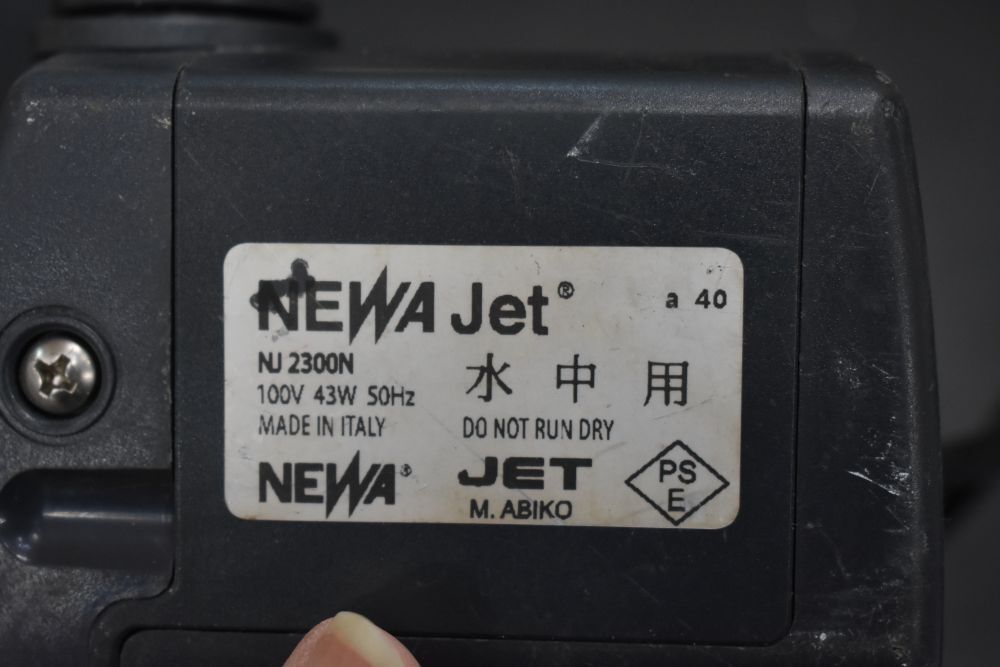 NEWA Jet®
a 40
NJ 2300N
100V 43W 50Hz
MADE IN ITALY
水中用
DO NOT RUN DRY
NEWA®
JET
M. ABIKO
PS
E